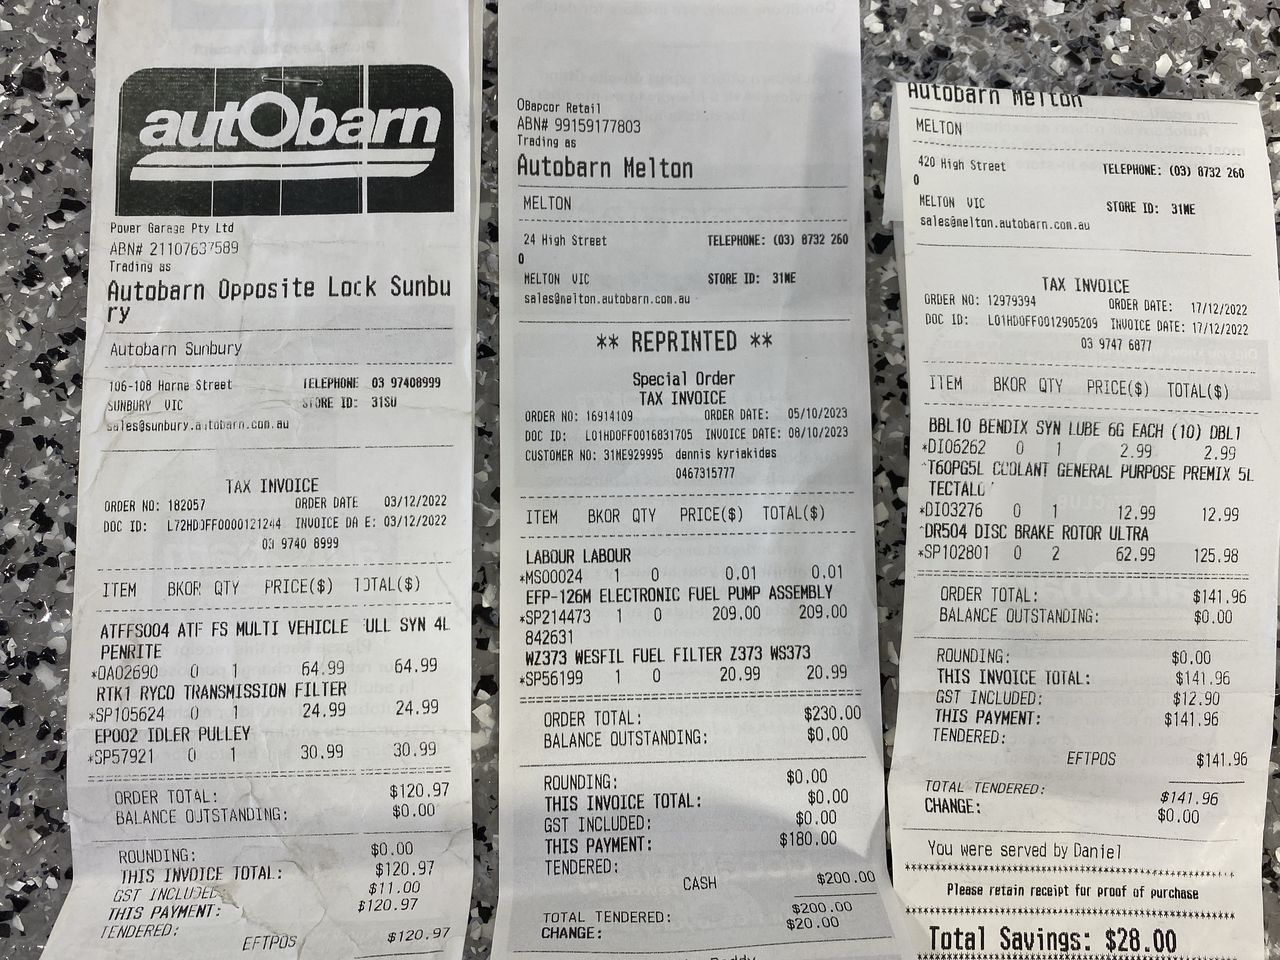 autObarn
Power Garage Pty Ltd
ABN# 21107637589
Trading as
Autobarn Opposite Lock Sunbu
ry
Autobarn Sunbury
106-108 Horne Street TELEPHONE 03 97408999
SUNBURY VIC STORE ID: 31SU
sales@sunbury.autobarn.com.au
TAX INVOICE
ORDER NO: 182057 ORDER DATE 03/12/2022
DOC ID: L72HDOFF0000121244 INVOICE DA E: 03/12/2022
03 9740 8999
ITEM BKOR QTY PRICE($) TOTAL($)
ATFFS004 ATF FS MULTI VEHICLE ULL SYN 4L
PENRITE
*OA02690 0 1 64.99 64.99
RTK1 RYCO TRANSMISSION FILTER
*SP105624 0 1 24.99 24.99
EP002 IDLER PULLEY
*SP57921 0 1 30.99 30.99
ORDER TOTAL: $120.97
BALANCE OUTSTANDING: $0.00
ROUNDING: $0.00
THIS INVOICE TOTAL: $120.97
GST INCLUDED: $11.00
THIS PAYMENT: $120.97
TENDERED:
EFTPOS $120.97
OBapcor Retail
ABN# 99159177803
Trading as
Autobarn Melton
MELTON
24 High Street TELEPHONE: (03) 8732 260
0
MELTON VIC STORE ID: 31ME
sales@melton.autobarn.com.au
** REPRINTED **
Special Order
TAX INVOICE
ORDER NO: 16914109 ORDER DATE: 05/10/2023
DOC ID: L01HDOFF0016831705 INVOICE DATE: 08/10/2023
CUSTOMER NO: 31ME929995 dennis kyriakides
0467315777
ITEM BKOR QTY PRICE($) TOTAL($)
LABOUR LABOUR
*MS00024 1 0 0.01 0.01
EFP-126M ELECTRONIC FUEL PUMP ASSEMBLY
*SP214473 1 0 209.00 209.00
842631
WZ373 WESFIL FUEL FILTER Z373 WS373
*SP56199 1 0 20.99 20.99
ORDER TOTAL: $230.00
BALANCE OUTSTANDING: $0.00
ROUNDING: $0.00
THIS INVOICE TOTAL: $0.00
GST INCLUDED: $0.00
THIS PAYMENT: $180.00
TENDERED:
CASH $200.00
TOTAL TENDERED: $200.00
CHANGE: $20.00
Autobarn Melton
MELTON
420 High Street TELEPHONE: (03) 8732 260
0
MELTON VIC STORE ID: 31ME
sales@melton.autobarn.com.au
TAX INVOICE
ORDER NO: 12979394 ORDER DATE: 17/12/2022
DOC ID: L01HDOFF0012905209 INVOICE DATE: 17/12/2022
03 9747 6877
ITEM BKOR QTY PRICE($) TOTAL($)
BBL10 BENDIX SYN LUBE 6G EACH (10) DBL1
*DI06262 0 1 2.99 2.99
^T60PG5L COOLANT GENERAL PURPOSE PREMIX 5L
TECTALO
*DI03276 0 1 12.99 12.99
^DR504 DISC BRAKE ROTOR ULTRA
*SP102801 0 2 62.99 125.98
ORDER TOTAL: $141.96
BALANCE OUTSTANDING: $0.00
ROUNDING: $0.00
THIS INVOICE TOTAL: $141.96
GST INCLUDED: $12.90
THIS PAYMENT: $141.96
TENDERED:
EFTPOS $141.96
TOTAL TENDERED: $141.96
CHANGE: $0.00
You were served by Daniel
Please retain receipt for proof of purchase
Total Savings: $28.00